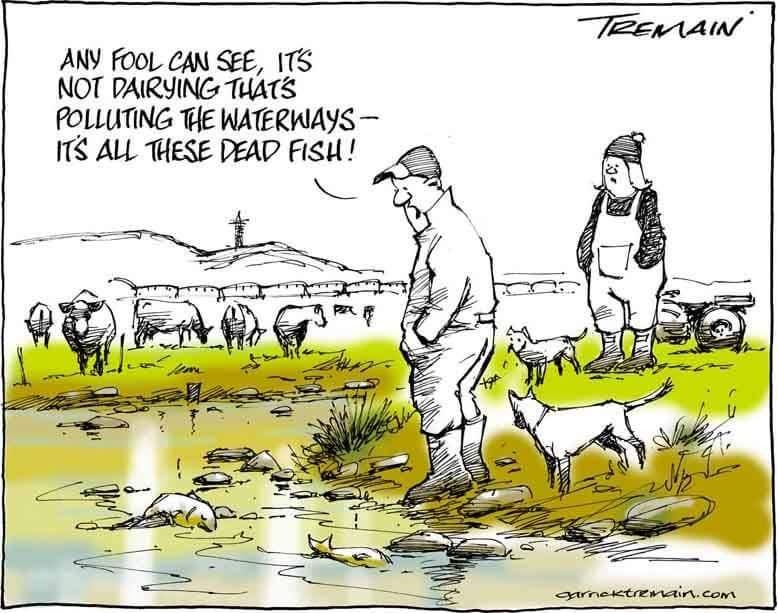 TREMAIN
ANY FOOL CAN SEE, IT'S
NOT DAIRYING THAT'S
POLLUTING THE WATERWAYS —
IT'S ALL THESE DEAD FISH!
garricktremain.com